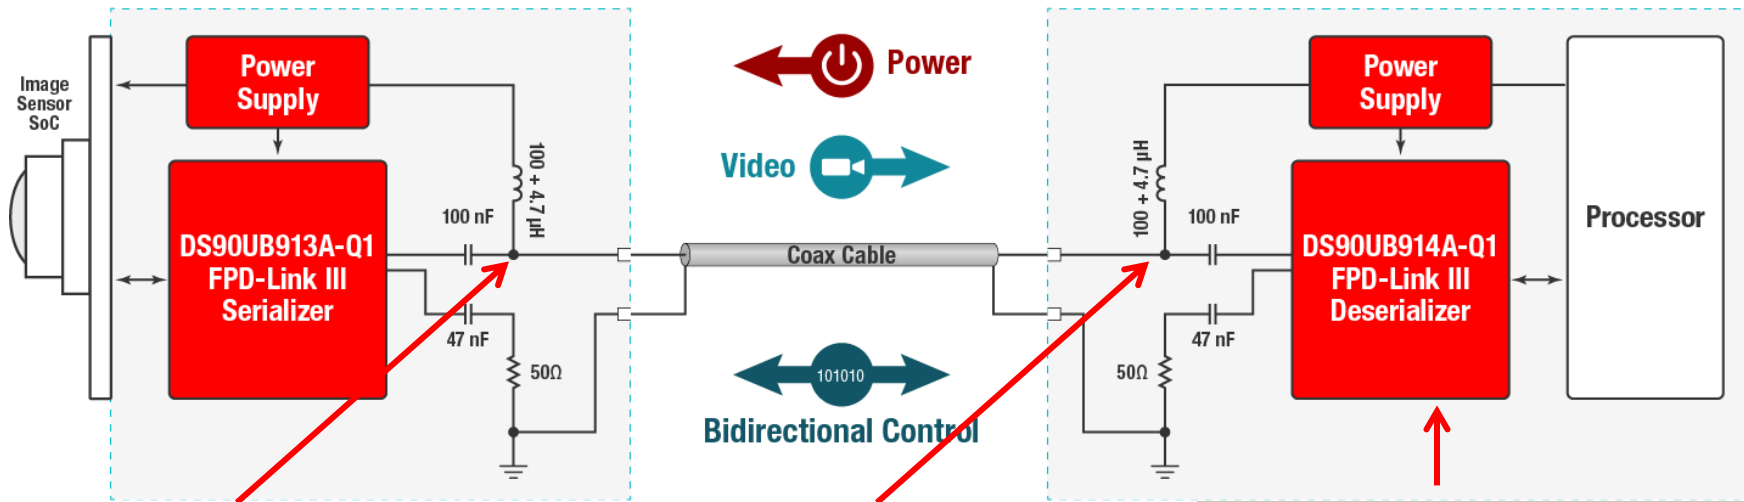 Image
Sensor
SoC
Power
Supply
DS90UB913A-Q1
FPD-Link III
Serializer
100 + 4.7 µH
100 nF
47 nF
50Ω
Power
Video
Coax Cable
101010
Bidirectional Control
Power
Supply
100 + 4.7 µH
100 nF
47 nF
50Ω
DS90UB914A-Q1
FPD-Link III
Deserializer
Processor